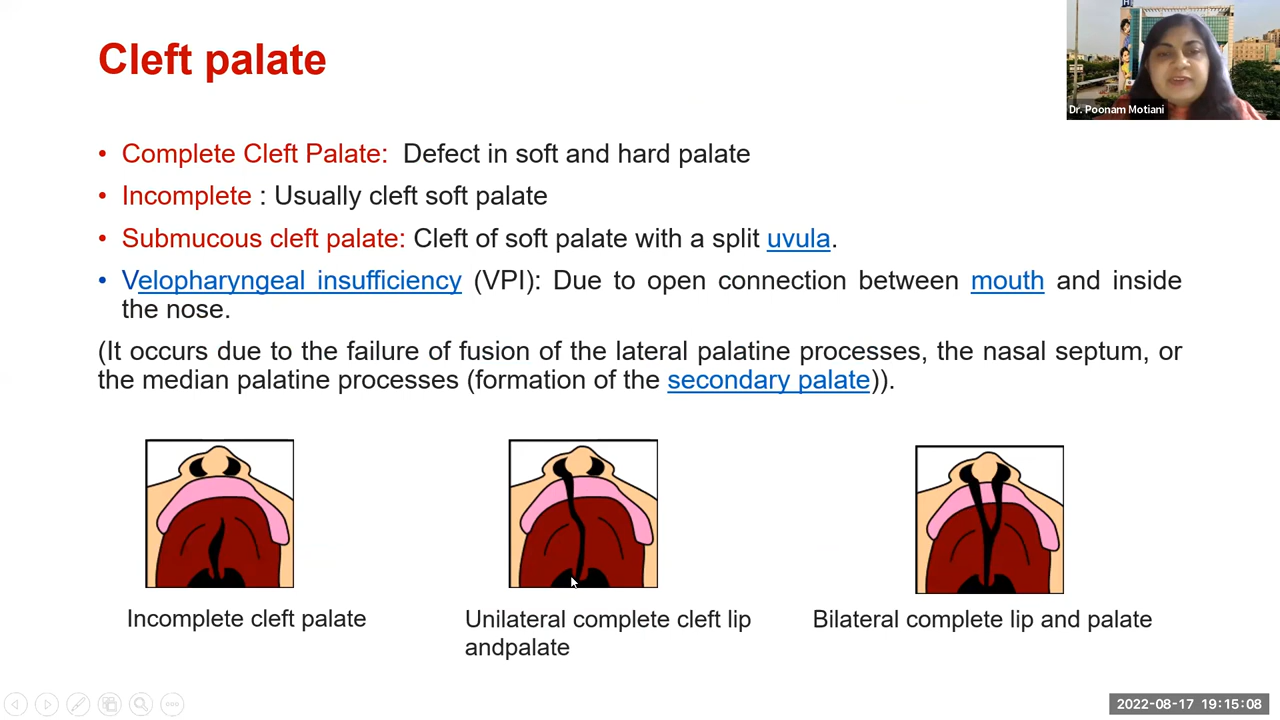 Cleft palate
Dr. Poonam Motiani
• Complete Cleft Palate: Defect in soft and hard palate
• Incomplete : Usually cleft soft palate
• Submucous cleft palate: Cleft of soft palate with a split uvula.
• Velopharyngeal insufficiency (VPI): Due to open connection between mouth and inside
the nose.
(It occurs due to the failure of fusion of the lateral palatine processes, the nasal septum, or
the median palatine processes (formation of the secondary palate)).
Incomplete cleft palate
Unilateral complete cleft lip
andpalate
Bilateral complete lip and palate
2022-08-17 19:15:08